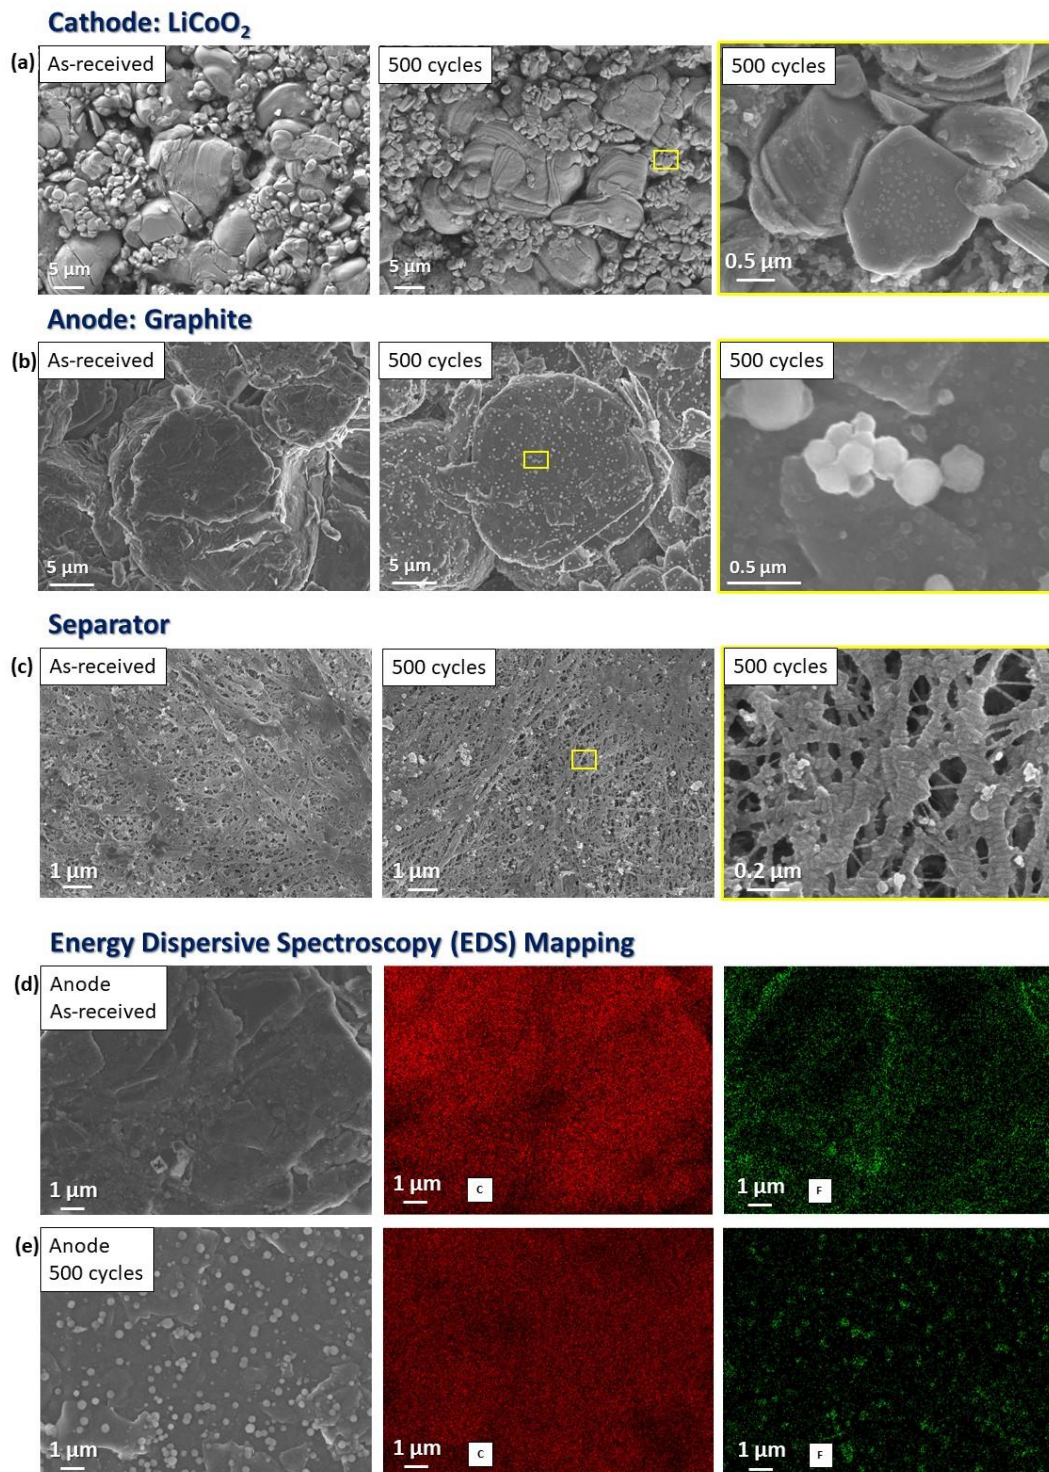 Cathode: LiCoO₂
(a) As-received
500 cycles
500 cycles
5 µm
5 µm
0.5 µm
Anode: Graphite
(b) As-received
500 cycles
500 cycles
5 µm
5 µm
0.5 µm
Separator
(c) As-received
500 cycles
500 cycles
1 µm
1 µm
0.2 µm
Energy Dispersive Spectroscopy (EDS) Mapping
(d) Anode
As-received
1 µm
1 µm
C
1 µm
F
(e) Anode
500 cycles
1 µm
1 µm
C
1 µm
F